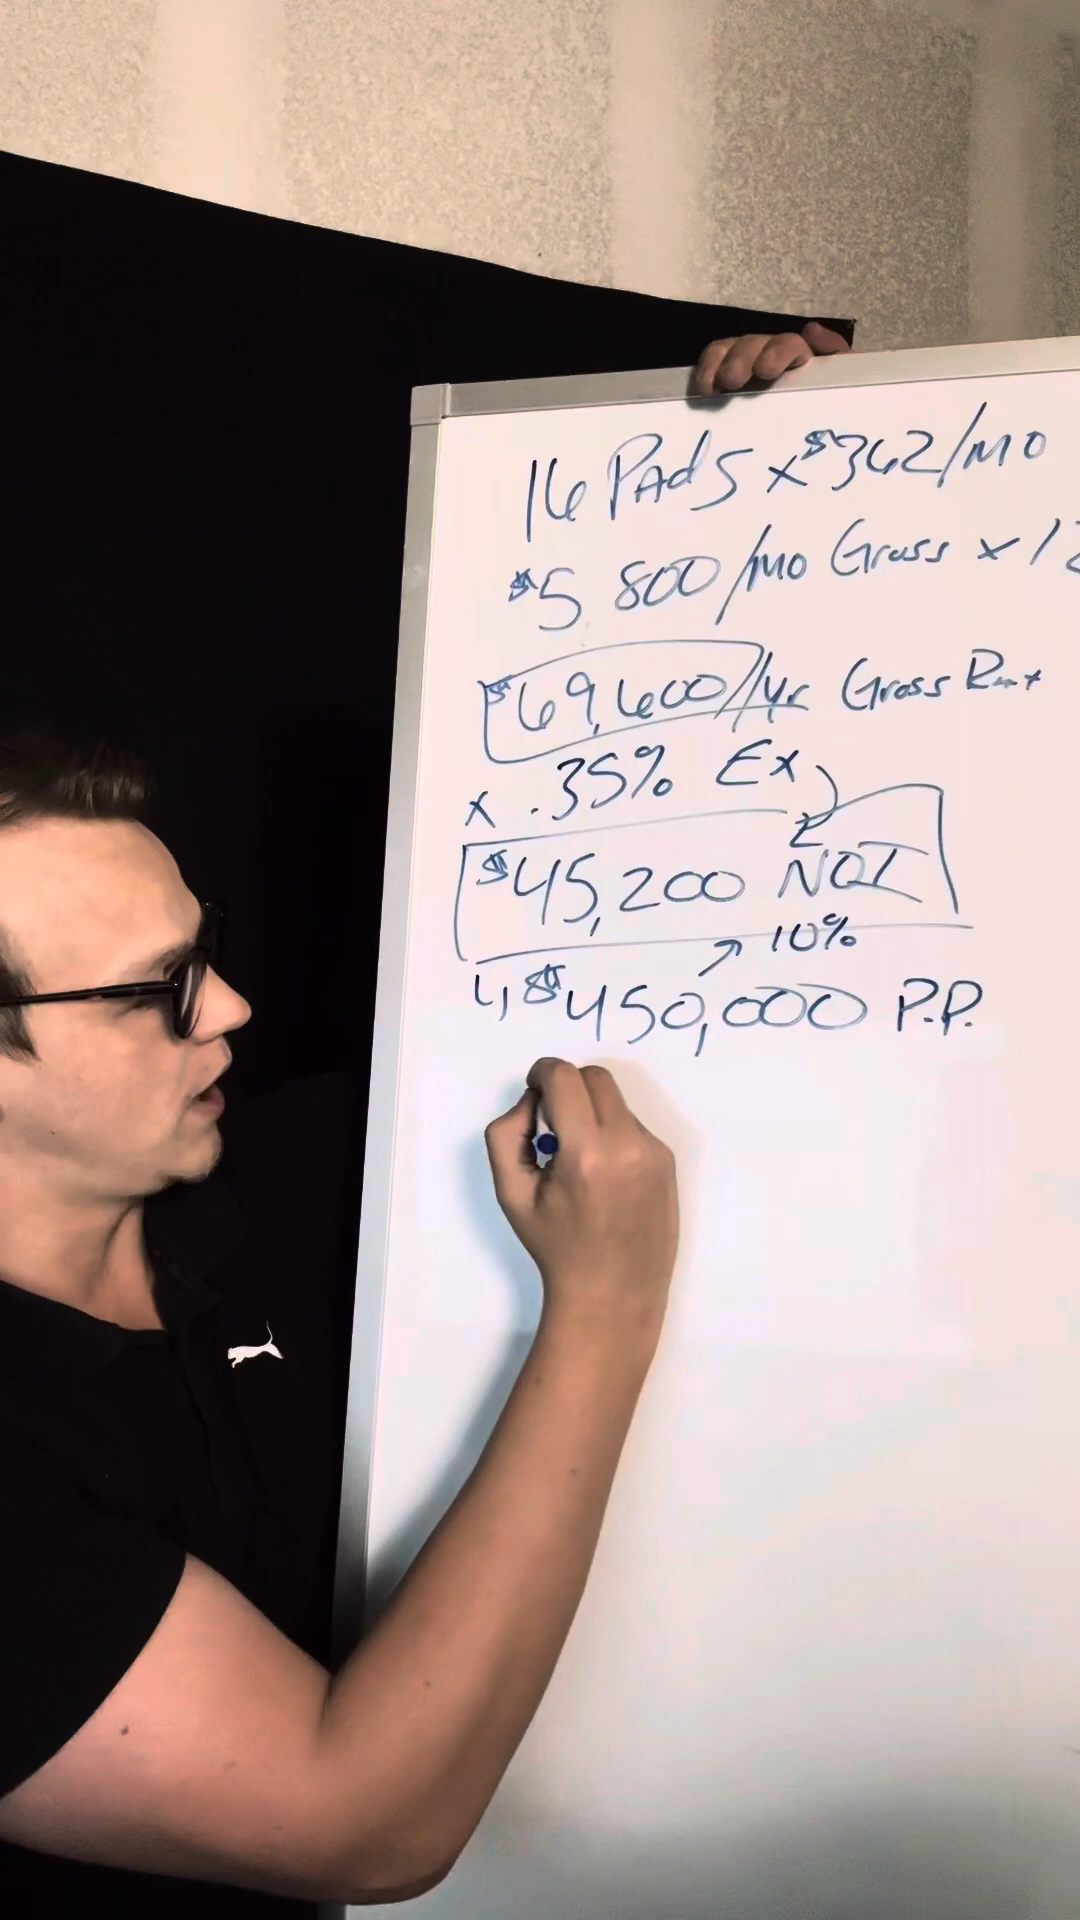 16 PAdS x $362/MO
$5 800/MO Gross x 12
$69,600/yr Gross Rent
x .35% Ex
$45,200 NOI
10%
$450,000 P.P.